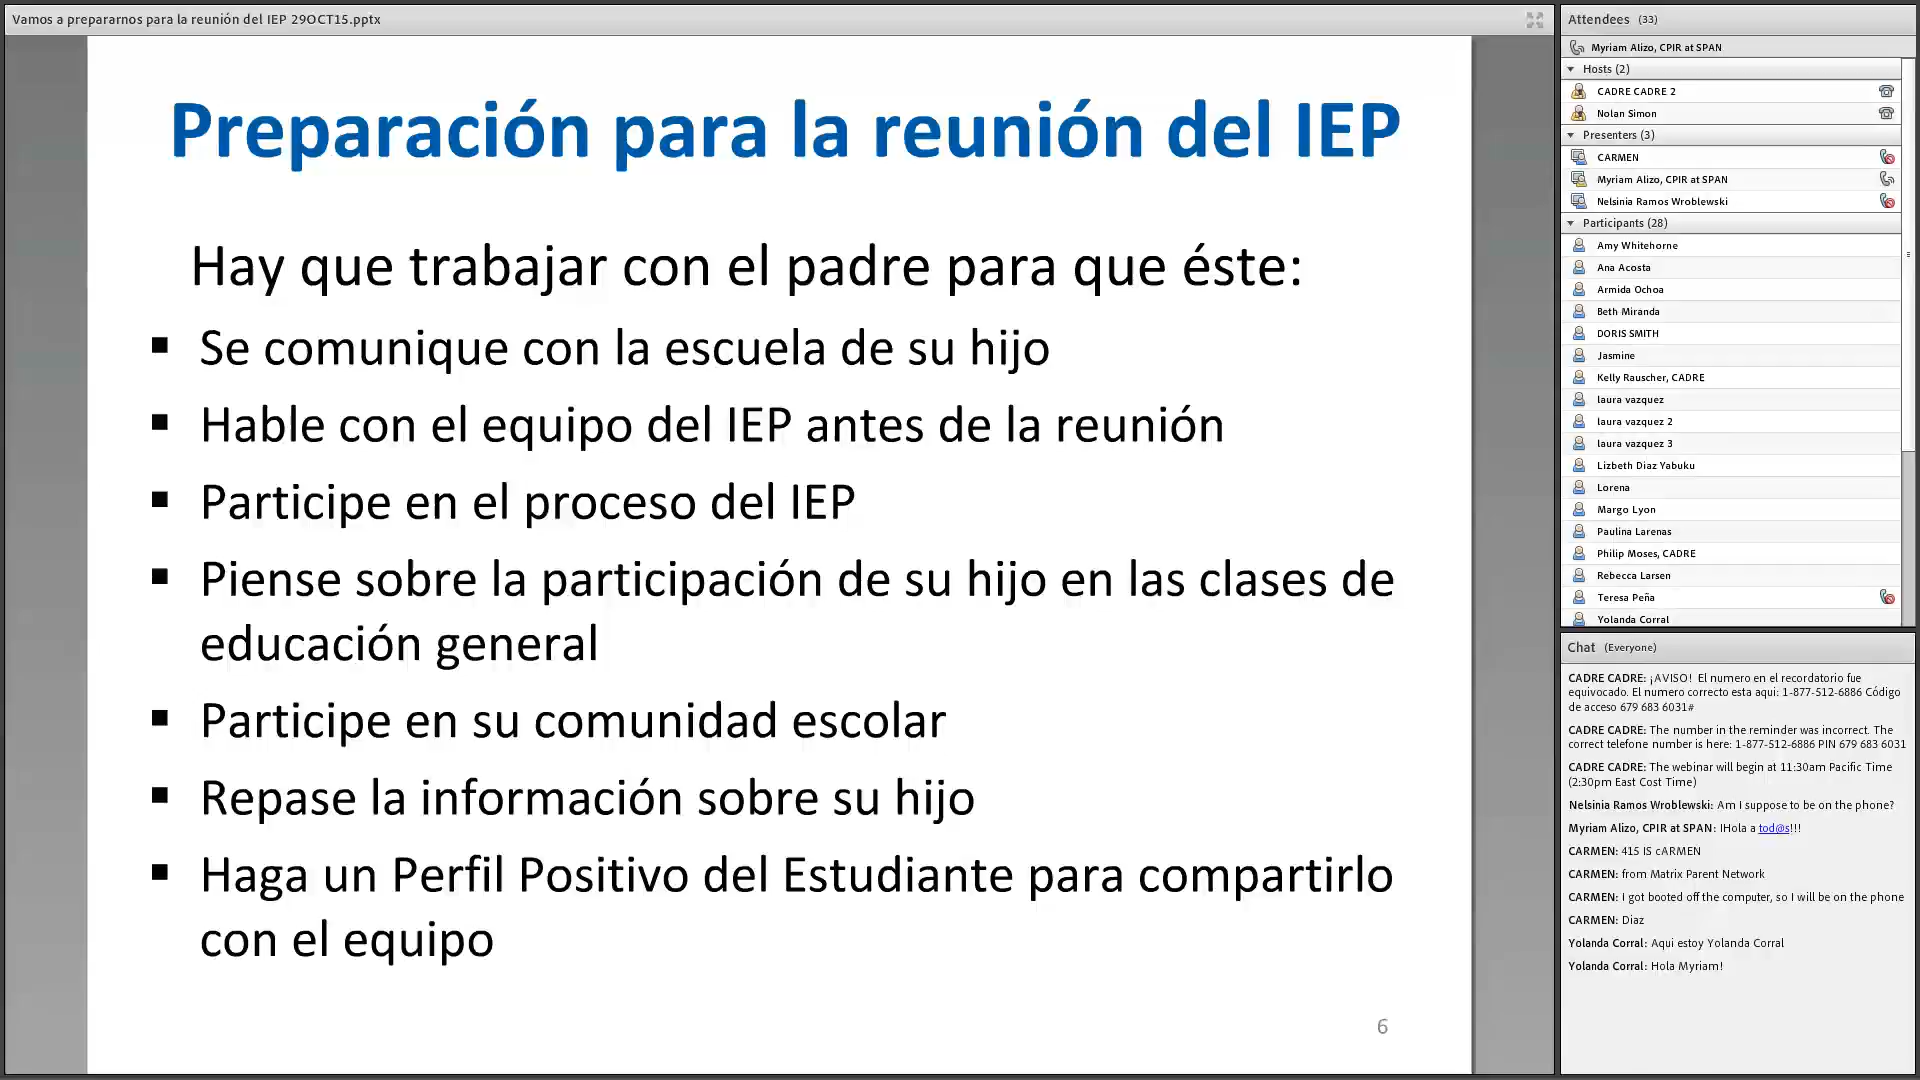 Vamos a prepararnos para la reunión del IEP 29OCT15.pptx
Preparación para la reunión del IEP
Hay que trabajar con el padre para que éste:
▪ Se comunique con la escuela de su hijo
▪ Hable con el equipo del IEP antes de la reunión
▪ Participe en el proceso del IEP
▪ Piense sobre la participación de su hijo en las clases de
educación general
▪ Participe en su comunidad escolar
▪ Repase la información sobre su hijo
▪ Haga un Perfil Positivo del Estudiante para compartirlo
con el equipo
6
Attendees (33)
Myriam Alizo, CPIR at SPAN
Hosts (2)
CADRE CADRE 2
Nolan Simon
Presenters (3)
CARMEN
Myriam Alizo, CPIR at SPAN
Nelsinia Ramos Wroblewski
Participants (28)
Amy Whitehorne
Ana Acosta
Armida Ochoa
Beth Miranda
DORIS SMITH
Jasmine
Kelly Rauscher, CADRE
laura vazquez
laura vazquez 2
laura vazquez 3
Lizbeth Diaz Yabuku
Lorena
Margo Lyon
Paulina Larenas
Philip Moses, CADRE
Rebecca Larsen
Teresa Peña
Yolanda Corral
Chat (Everyone)
CADRE CADRE: ¡AVISO! El numero en el recordatorio fue
equivocado. El numero correcto esta aqui: 1-877-512-6886 Código
de acceso 679 683 6031#
CADRE CADRE: The number in the reminder was incorrect. The
correct telefone number is here: 1-877-512-6886 PIN 679 683 6031
CADRE CADRE: The webinar will begin at 11:30am Pacific Time
(2:30pm East Cost Time)
Nelsinia Ramos Wroblewski: Am I suppose to be on the phone?
Myriam Alizo, CPIR at SPAN: IHola a tod@s!!!
CARMEN: 415 IS cARMEN
CARMEN: from Matrix Parent Network
CARMEN: I got booted off the computer, so I will be on the phone
CARMEN: Diaz
Yolanda Corral: Aqui estoy Yolanda Corral
Yolanda Corral: Hola Myriam!